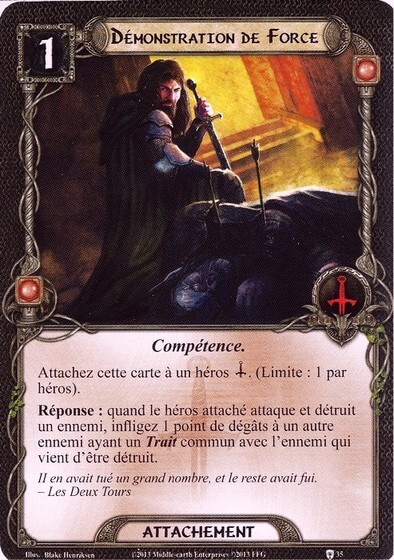 1
DÉMONSTRATION DE FORCE
Compétence.
Attachez cette carte à un héros . (Limite : 1 par
héros).
Réponse : quand le héros attaché attaque et détruit
un ennemi, infligez 1 point de dégâts à un autre
ennemi ayant un Trait commun avec l'ennemi qui
vient d'être détruit.
Il en avait tué un grand nombre, et le reste avait fui.
– Les Deux Tours
ATTACHEMENT
Illus. Blake Henriksen ©2013 Middle-earth Enterprises ©2013 FFG 35